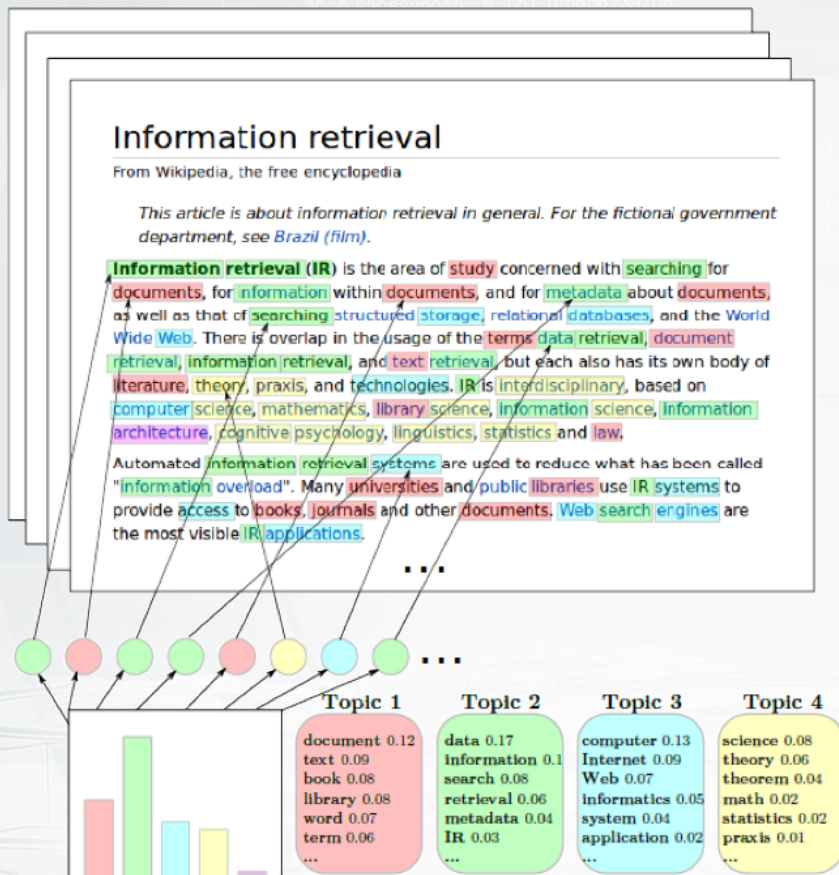 Information retrieval
From Wikipedia, the free encyclopedia
This article is about information retrieval in general. For the fictional government
department, see Brazil (film).
Information retrieval (IR) is the area of study concerned with searching for
documents, for information within documents, and for metadata about documents,
as well as that of searching structured storage, relational databases, and the World
Wide Web. There is overlap in the usage of the terms data retrieval, document
retrieval, information retrieval, and text retrieval, but each also has its own body of
literature, theory, praxis, and technologies. IR is interdisciplinary, based on
computer science, mathematics, library science, information science, information
architecture, cognitive psychology, linguistics, statistics and law.
Automated information retrieval systems are used to reduce what has been called
"information overload". Many universities and public libraries use IR systems to
provide access to books, journals and other documents. Web search engines are
the most visible IR applications.
...
...
Topic 1
document 0.12
text 0.09
book 0.08
library 0.08
word 0.07
term 0.06
...
Topic 2
data 0.17
information 0.1
search 0.08
retrieval 0.06
metadata 0.04
IR 0.03
...
Topic 3
computer 0.13
Internet 0.09
Web 0.07
informatics 0.05
system 0.04
application 0.02
...
Topic 4
science 0.08
theory 0.06
theorem 0.04
math 0.02
statistics 0.02
praxis 0.01
...